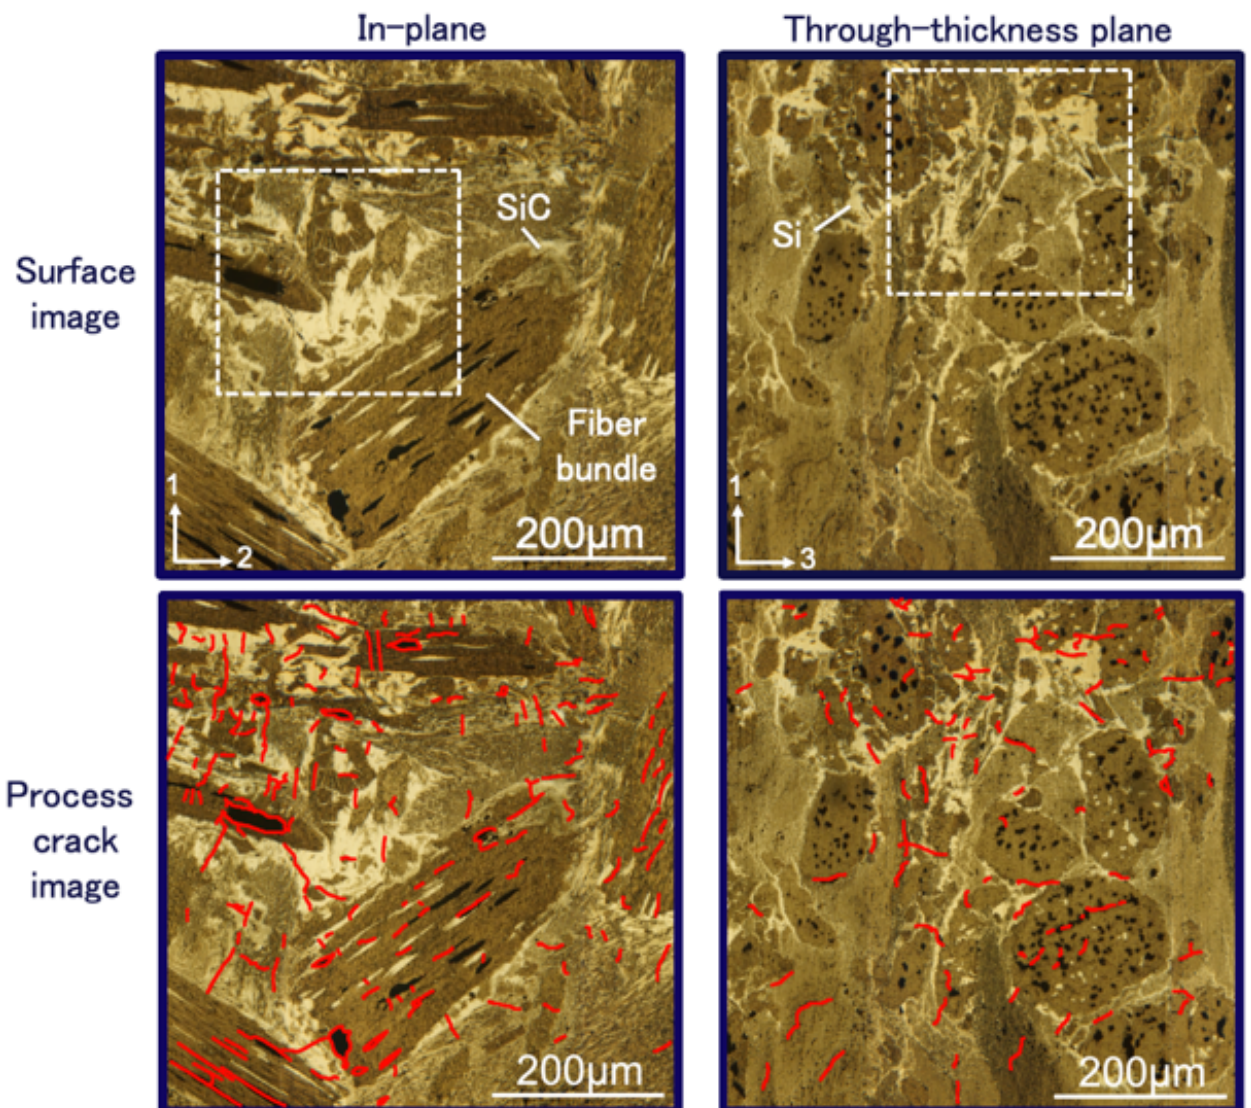 In-plane
Through-thickness plane
Surface
image
SiC
Fiber
bundle
1
2
200μm
Si
1
3
200μm
Process
crack
image
200μm
200μm